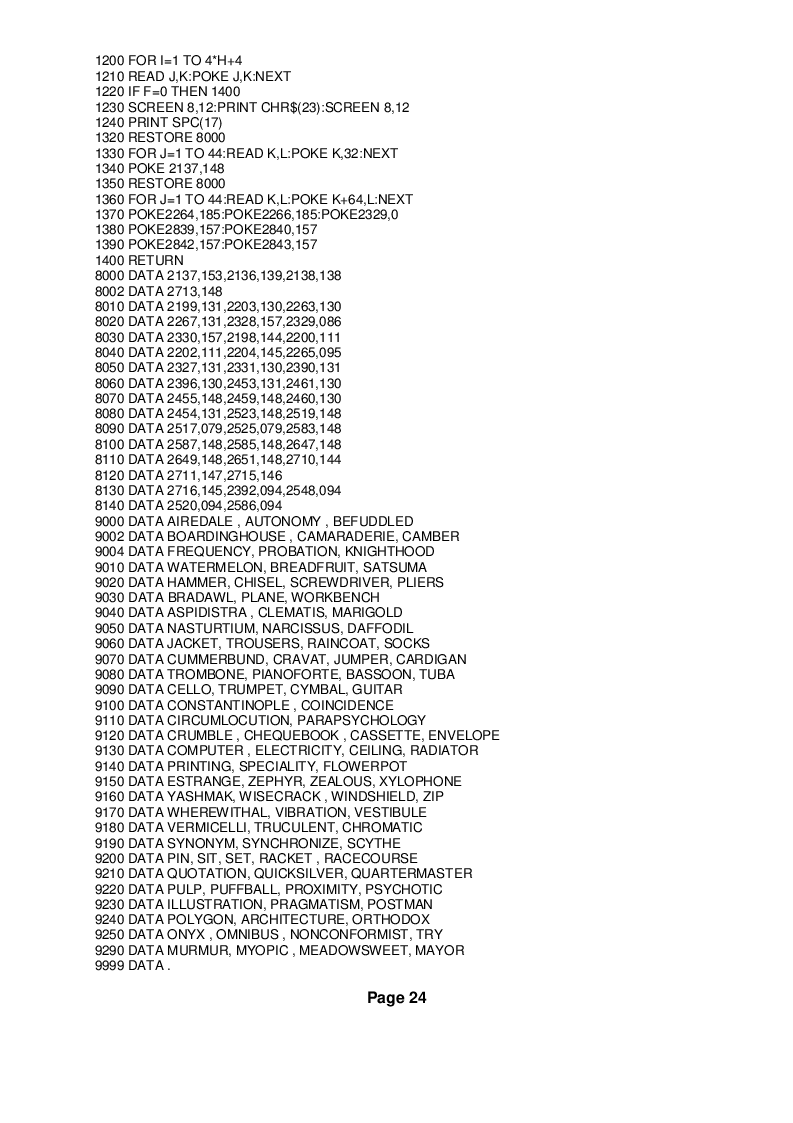 1200 FOR I=1 TO 4*H+4
1210 READ J,K:POKE J,K:NEXT
1220 IF F=0 THEN 1400
1230 SCREEN 8,12:PRINT CHR$(23):SCREEN 8,12
1240 PRINT SPC(17)
1320 RESTORE 8000
1330 FOR J=1 TO 44:READ K,L:POKE K,32:NEXT
1340 POKE 2137,148
1350 RESTORE 8000
1360 FOR J=1 TO 44:READ K,L:POKE K+64,L:NEXT
1370 POKE2264,185:POKE2266,185:POKE2329,0
1380 POKE2839,157:POKE2840,157
1390 POKE2842,157:POKE2843,157
1400 RETURN
8000 DATA 2137,153,2136,139,2138,138
8002 DATA 2713,148
8010 DATA 2199,131,2203,130,2263,130
8020 DATA 2267,131,2328,157,2329,086
8030 DATA 2330,157,2198,144,2200,111
8040 DATA 2202,111,2204,145,2265,095
8050 DATA 2327,131,2331,130,2390,131
8060 DATA 2396,130,2453,131,2461,130
8070 DATA 2455,148,2459,148,2460,130
8080 DATA 2454,131,2523,148,2519,148
8090 DATA 2517,079,2525,079,2583,148
8100 DATA 2587,148,2585,148,2647,148
8110 DATA 2649,148,2651,148,2710,144
8120 DATA 2711,147,2715,146
8130 DATA 2716,145,2392,094,2548,094
8140 DATA 2520,094,2586,094
9000 DATA AIREDALE , AUTONOMY , BEFUDDLED
9002 DATA BOARDINGHOUSE , CAMARADERIE, CAMBER
9004 DATA FREQUENCY, PROBATION, KNIGHTHOOD
9010 DATA WATERMELON, BREADFRUIT, SATSUMA
9020 DATA HAMMER, CHISEL, SCREWDRIVER, PLIERS
9030 DATA BRADAWL, PLANE, WORKBENCH
9040 DATA ASPIDISTRA , CLEMATIS, MARIGOLD
9050 DATA NASTURTIUM, NARCISSUS, DAFFODIL
9060 DATA JACKET, TROUSERS, RAINCOAT, SOCKS
9070 DATA CUMMERBUND, CRAVAT, JUMPER, CARDIGAN
9080 DATA TROMBONE, PIANOFORTE, BASSOON, TUBA
9090 DATA CELLO, TRUMPET, CYMBAL, GUITAR
9100 DATA CONSTANTINOPLE , COINCIDENCE
9110 DATA CIRCUMLOCUTION, PARAPSYCHOLOGY
9120 DATA CRUMBLE , CHEQUEBOOK , CASSETTE, ENVELOPE
9130 DATA COMPUTER , ELECTRICITY, CEILING, RADIATOR
9140 DATA PRINTING, SPECIALITY, FLOWERPOT
9150 DATA ESTRANGE, ZEPHYR, ZEALOUS, XYLOPHONE
9160 DATA YASHMAK, WISECRACK , WINDSHIELD, ZIP
9170 DATA WHEREWITHAL, VIBRATION, VESTIBULE
9180 DATA VERMICELLI, TRUCULENT, CHROMATIC
9190 DATA SYNONYM, SYNCHRONIZE, SCYTHE
9200 DATA PIN, SIT, SET, RACKET , RACECOURSE
9210 DATA QUOTATION, QUICKSILVER, QUARTERMASTER
9220 DATA PULP, PUFFBALL, PROXIMITY, PSYCHOTIC
9230 DATA ILLUSTRATION, PRAGMATISM, POSTMAN
9240 DATA POLYGON, ARCHITECTURE, ORTHODOX
9250 DATA ONYX , OMNIBUS , NONCONFORMIST, TRY
9290 DATA MURMUR, MYOPIC , MEADOWSWEET, MAYOR
9999 DATA .
Page 24